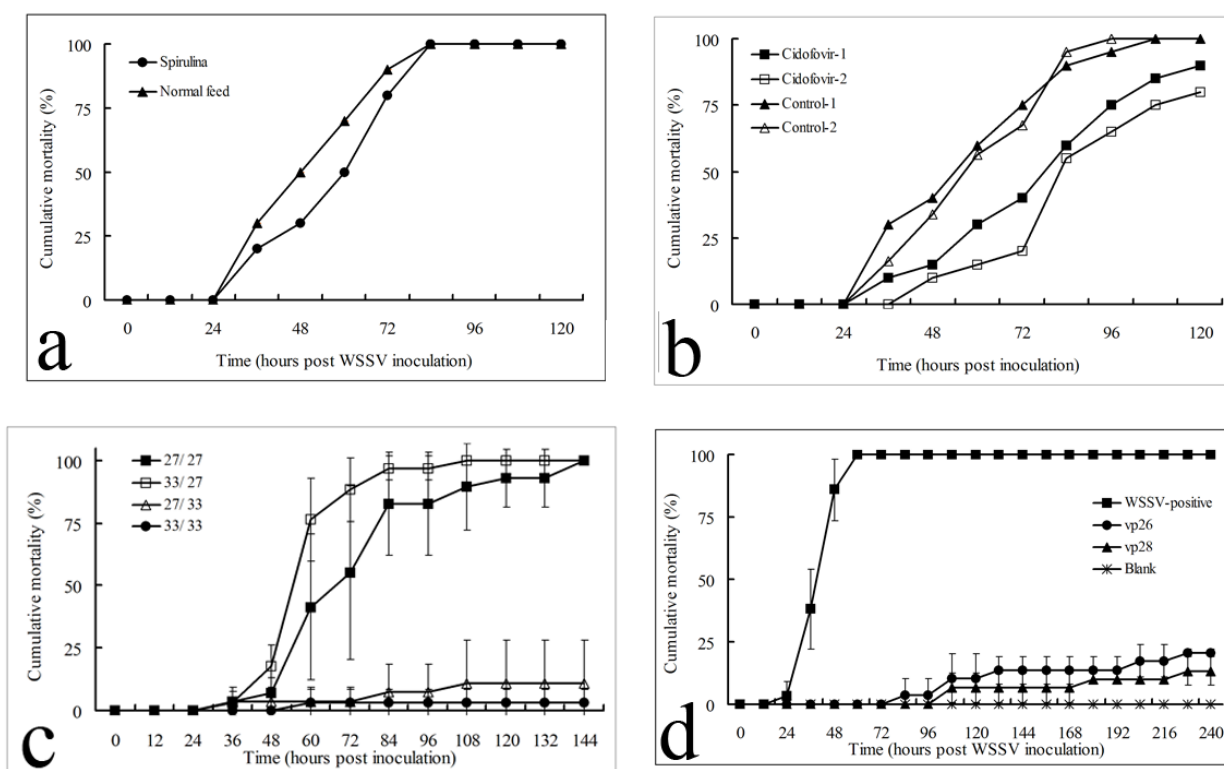 Cumulative mortality (%)
100
75
50
25
0
Spirulina
Normal feed
0 24 48 72 96 120
Time (hours post WSSV inoculation)
a
Cumulative mortality (%)
100
75
50
25
0
Cidofovir-1
Cidofovir-2
Control-1
Control-2
0 24 48 72 96 120
Time (hours post inoculation)
b
Cumulative mortality (%)
100
75
50
25
0
27/ 27
33/ 27
27/ 33
33/ 33
0 12 24 36 48 60 72 84 96 108 120 132 144
Time (hours post WSSV inoculation)
c
Cumulative mortality (%)
100
75
50
25
0
WSSV-positive
vp26
vp28
Blank
0 24 48 72 96 120 144 168 192 216 240
Time (hours post WSSV inoculation)
d